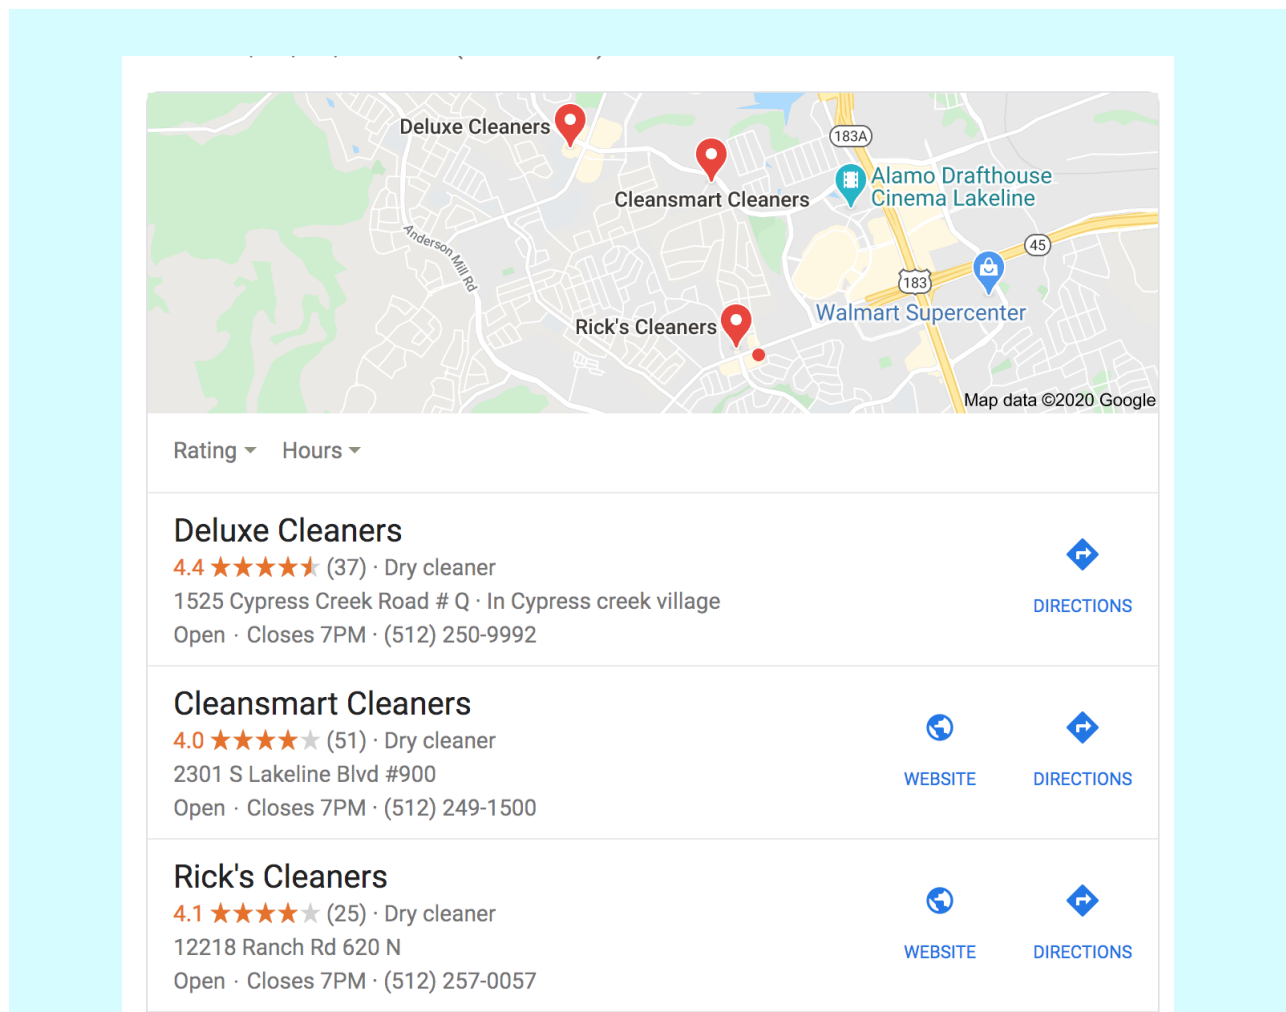 Deluxe Cleaners
183A
Cleansmart Cleaners
Alamo Drafthouse
Cinema Lakeline
Anderson Mill Rd
45
183
Walmart Supercenter
Rick's Cleaners
Map data ©2020 Google
Rating Hours
Deluxe Cleaners
4.4 (37) · Dry cleaner
1525 Cypress Creek Road # Q · In Cypress creek village
DIRECTIONS
Open · Closes 7PM · (512) 250-9992
Cleansmart Cleaners
4.0 (51) · Dry cleaner
2301 S Lakeline Blvd #900
WEBSITE DIRECTIONS
Open · Closes 7PM · (512) 249-1500
Rick's Cleaners
4.1 (25) · Dry cleaner
12218 Ranch Rd 620 N
WEBSITE DIRECTIONS
Open · Closes 7PM · (512) 257-0057